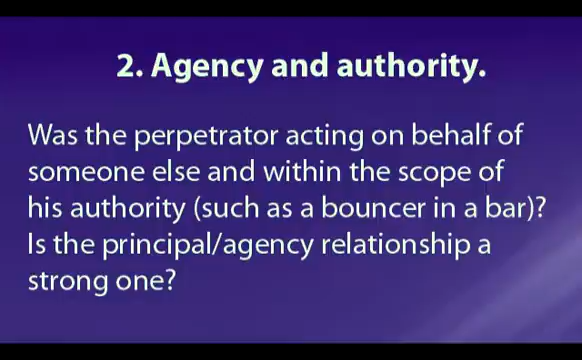 2. Agency and authority.
Was the perpetrator acting on behalf of
someone else and within the scope of
his authority (such as a bouncer in a bar)?
Is the principal/agency relationship a
strong one?